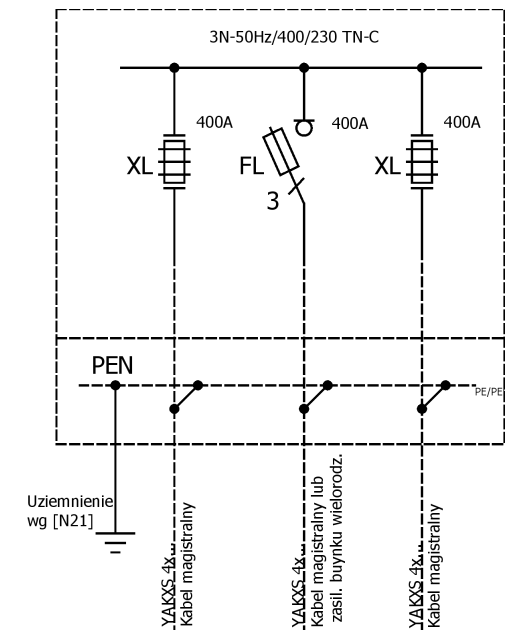 3N-50Hz/400/230 TN-C
400A
400A
400A
XL
FL
XL
3
PEN
PE/PE
Uziemnienie
wg [N21]
YAKXS 4x...
Kabel magistralny
YAKXS 4x...
Kabel magistralny lub
zasil. buynku wielorodz.
YAKXS 4x...
Kabel magistralny